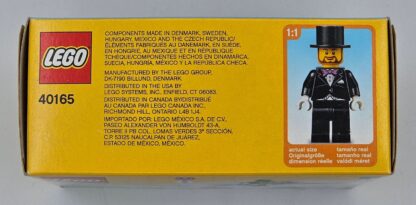 LEGO
40165
COMPONENTS MADE IN DENMARK, SWEDEN,
HUNGARY, MEXICO AND THE CZECH REPUBLIC/
ÉLÉMENTS FABRIQUÉS AU DANEMARK, EN SUÈDE,
EN HONGRIE, AU MEXIQUE ET EN RÉPUBLIQUE
TCHÈQUE/COMPONENTES HECHOS EN DINAMARCA,
SUECIA, HUNGRÍA, MÉXICO Y LA REPÚBLICA CHECA.
MANUFACTURED BY THE LEGO GROUP,
DK-7190 BILLUND, DENMARK
DISTRIBUTED IN THE USA BY
LEGO SYSTEMS, INC. ENFIELD, CT 06083.
DISTRIBUTED IN CANADA BY/DISTRIBUÉ
AU CANADA PAR LEGO CANADA INC.
RICHMOND HILL, ONTARIO L4B 1J4
IMPORTADO POR: LEGO MÉXICO S.A. DE C.V.
PASEO ALEXANDER VON HUMBOLDT 43-A,
TORRE II PB COL. LOMAS VERDES 3ª SECCIÓN,
C.P. 53125 NAUCALPAN DE JUÁREZ,
ESTADO DE MÉXICO, MÉXICO.
1:1
actual size tamaño real
Originalgröße tamanho real
dimension réelle valódi méret